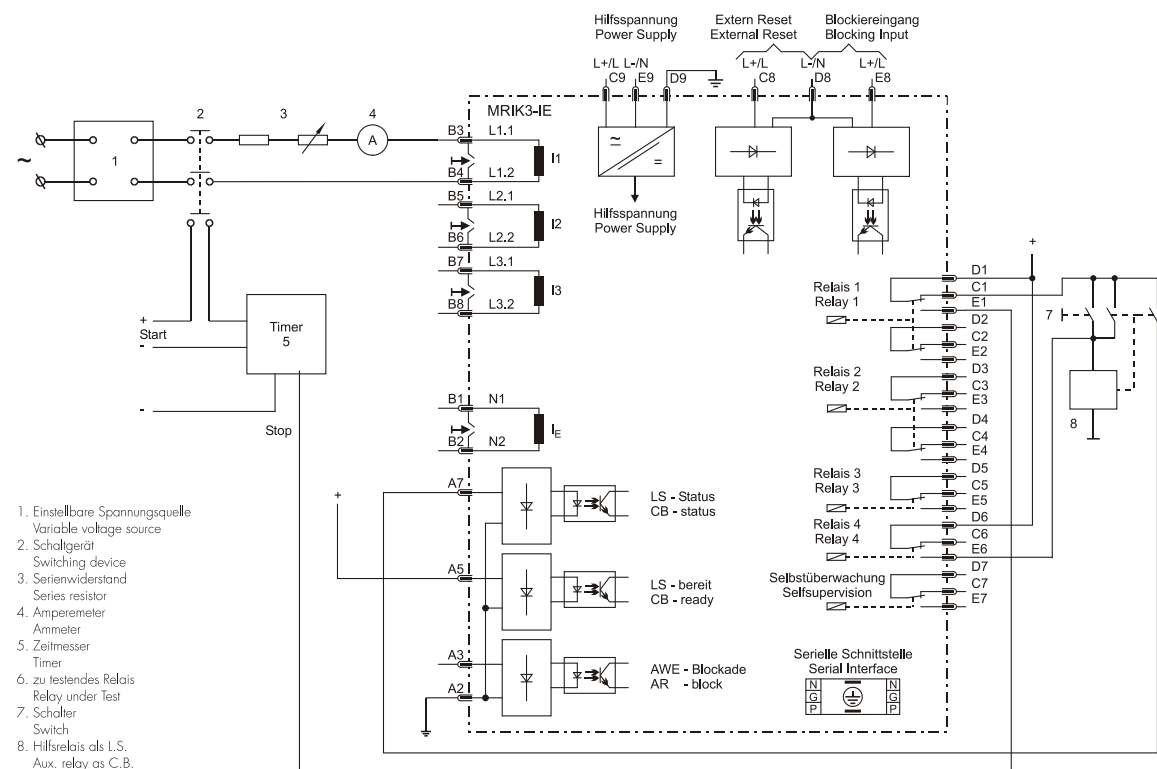 Hilfsspannung
Power Supply
Extern Reset
External Reset
Blockiereingang
Blocking Input
L+/L L-/N
C9 E9 D9
L+/L L-/N L+/L
C8 D8 E8
MRIK3-IE
1
2
3
4
A
~
B3 L1.1
I1
B4 L1.2
B5 L2.1
I2
B6 L2.2
B7 L3.1
I3
B8 L3.2
≃
=
Hilfsspannung
Power Supply
+
Start
-
-
Timer
5
Stop
B1 N1
IE
B2 N2
A7
LS - Status
CB - status
+
A5
LS - bereit
CB - ready
A3
A2
AWE - Blockade
AR - block
Relais 1
Relay 1
Relais 2
Relay 2
Relais 3
Relay 3
Relais 4
Relay 4
Selbstüberwachung
Selfsupervision
D1
C1
E1
D2
C2
E2
D3
C3
E3
D4
C4
E4
D5
C5
E5
D6
C6
E6
D7
C7
E7
+
7
8
Serielle Schnittstelle
Serial Interface
N N
G G
P P
1. Einstellbare Spannungsquelle
Variable voltage source
2. Schaltgerät
Switching device
3. Serienwiderstand
Series resistor
4. Amperemeter
Ammeter
5. Zeitmesser
Timer
6. zu testendes Relais
Relay under Test
7. Schalter
Switch
8. Hilfsrelais als L.S.
Aux. relay as C.B.